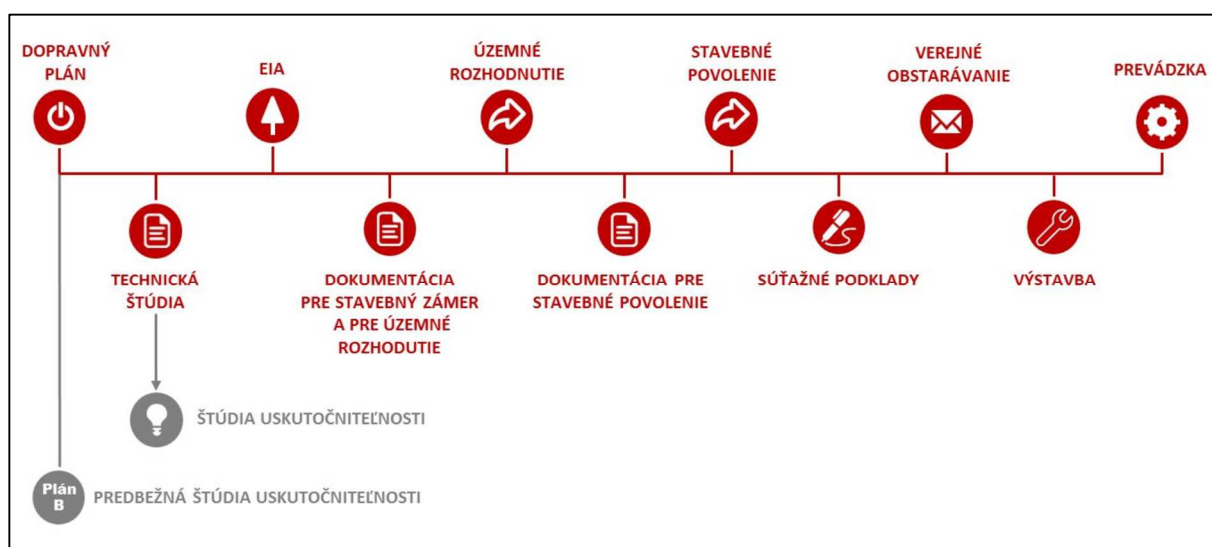 DOPRAVNÝ
PLÁN
EIA
ÚZEMNÉ
ROZHODNUTIE
STAVEBNÉ
POVOLENIE
VEREJNÉ
OBSTARÁVANIE
PREVÁDZKA
TECHNICKÁ
ŠTÚDIA
DOKUMENTÁCIA
PRE STAVEBNÝ ZÁMER
A PRE ÚZEMNÉ
ROZHODUTIE
DOKUMENTÁCIA PRE
STAVEBNÉ POVOLENIE
SÚŤAŽNÉ PODKLADY
VÝSTAVBA
ŠTÚDIA USKUTOČNITEĽNOSTI
Plán
B
PREDBEŽNÁ ŠTÚDIA USKUTOČNITEĽNOSTI